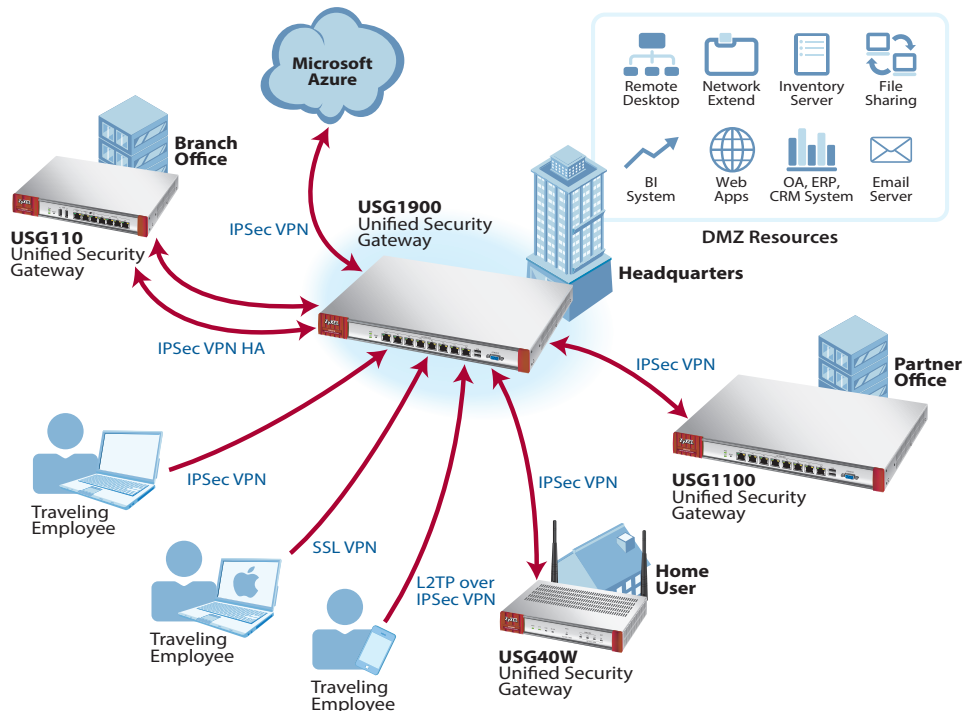 Microsoft
Azure
Remote
Desktop
Network
Extend
Inventory
Server
File
Sharing
BI
System
Web
Apps
OA, ERP,
CRM System
Email
Server
DMZ Resources
Branch
Office
USG110
Unified Security
Gateway
IPSec VPN
USG1900
Unified Security
Gateway
Headquarters
IPSec VPN HA
IPSec VPN
Partner
Office
USG1100
Unified Security
Gateway
IPSec VPN
Traveling
Employee
SSL VPN
Traveling
Employee
L2TP over
IPSec VPN
Traveling
Employee
IPSec VPN
Home
User
USG40W
Unified Security
Gateway